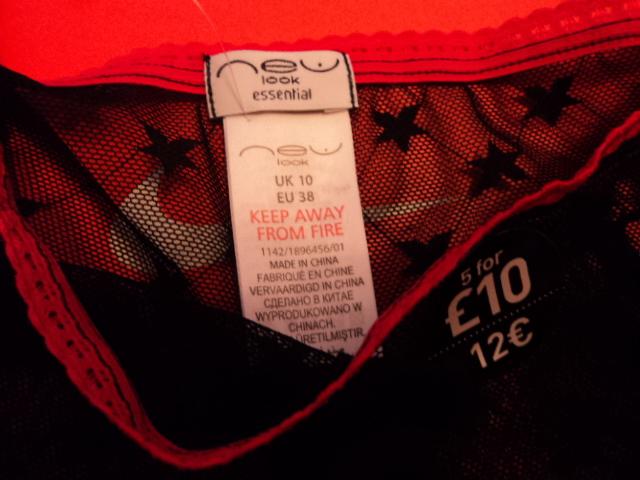 new
look
essential
new
look
UK 10
EU 38
KEEP AWAY
FROM FIRE
1142/1896456/01
MADE IN CHINA
FABRIQUÉ EN CHINE
VERVAARDIGD IN CHINA
СДЕЛАНО В КИТАЕ
WYPRODUKOWANO W
CHINACH.
5 for
£10
12€